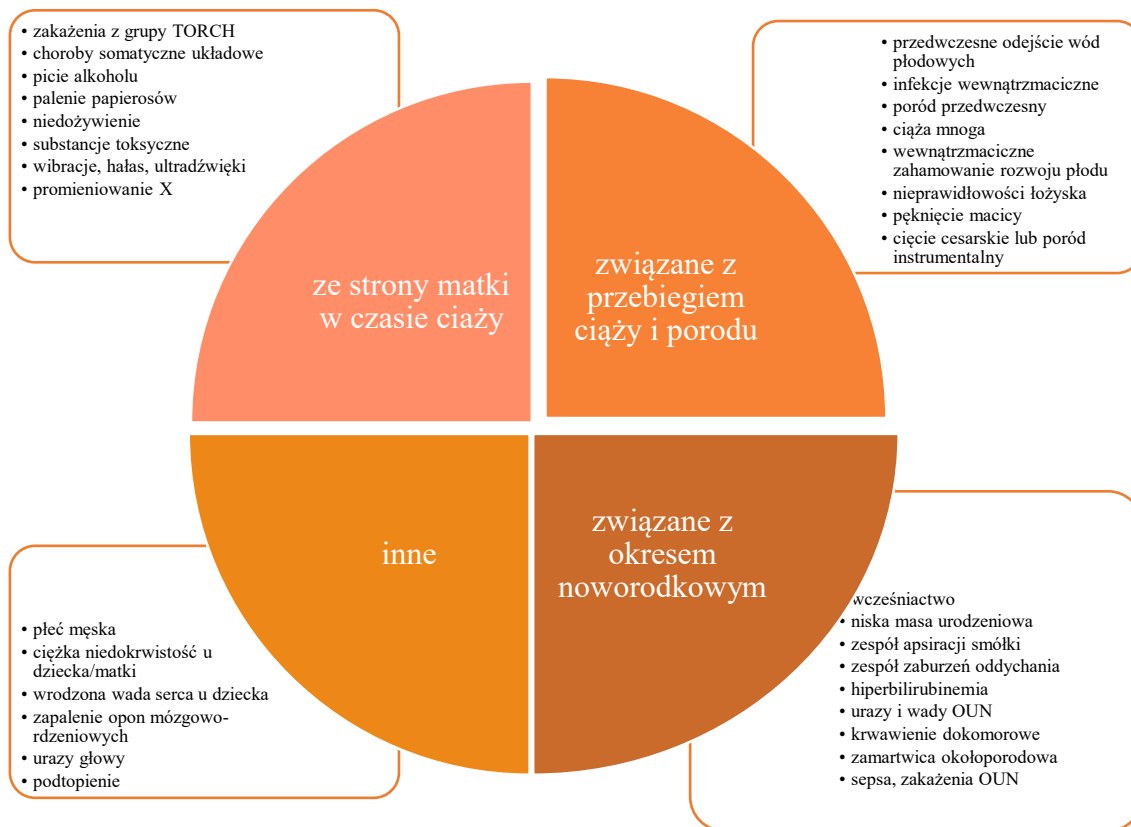 • zakażenia z grupy TORCH
• choroby somatyczne układowe
• picie alkoholu
• palenie papierosów
• niedożywienie
• substancje toksyczne
• wibracje, hałas, ultradźwięki
• promieniowanie X
• przedwczesne odejście wód
płodowych
• infekcje wewnątrzmaciczne
• poród przedwczesny
• ciąża mnoga
• wewnątrzmaciczne
zahamowanie rozwoju płodu
• nieprawidłowości łożyska
• pęknięcie macicy
• cięcie cesarskie lub poród
instrumentalny
ze strony matki
w czasie ciaży
związane z
przebiegiem
ciąży i porodu
inne
związane z
okresem
noworodkowym
• płeć męska
• ciężka niedokrwistość u
dziecka/matki
• wrodzona wada serca u dziecka
• zapalenie opon mózgowo-
rdzeniowych
• urazy głowy
• podtopienie
wcześniactwo
• niska masa urodzeniowa
• zespół apsiracji smółki
• zespół zaburzeń oddychania
• hiperbilirubinemia
• urazy i wady OUN
• krwawienie dokomorowe
• zamartwica okołoporodowa
• sepsa, zakażenia OUN